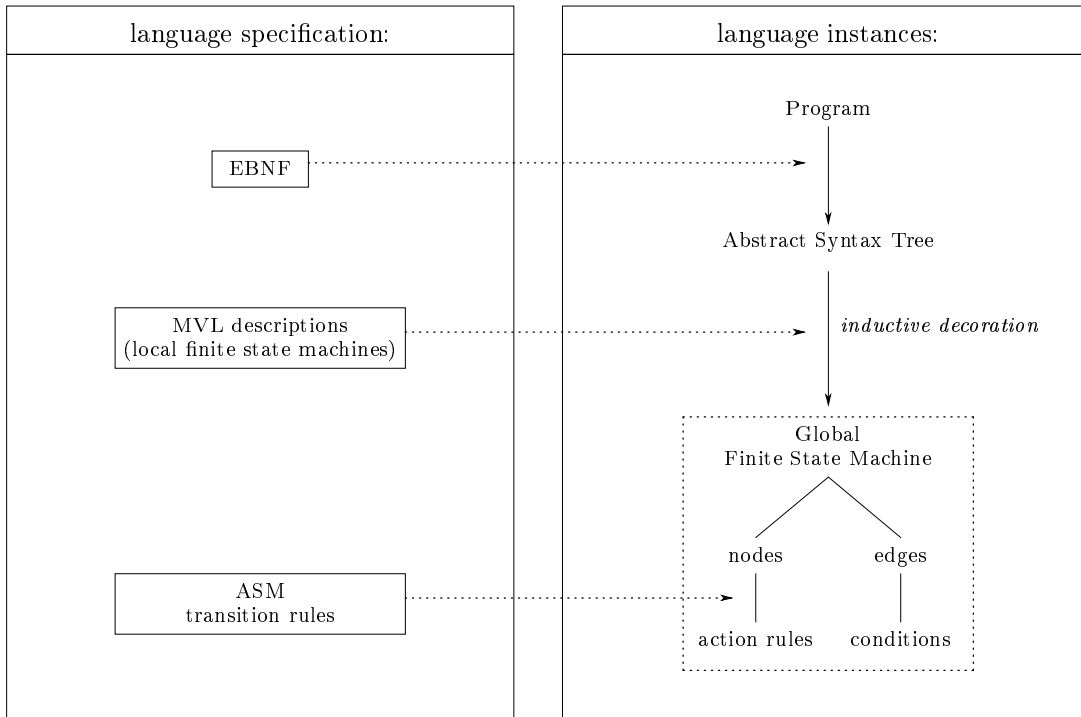 language specification:
language instances:
Program
EBNF
Abstract Syntax Tree
MVL descriptions
(local finite state machines)
inductive decoration
Global
Finite State Machine
nodes
edges
ASM
transition rules
action rules
conditions